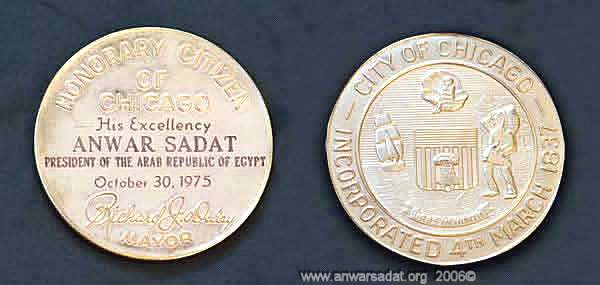 HONORARY CITIZEN
OF
CHICAGO
His Excellency
ANWAR SADAT
PRESIDENT OF THE ARAB REPUBLIC OF EGYPT
October 30, 1975
Richard J. Daley
MAYOR
CITY OF CHICAGO
INCORPORATED 4TH MARCH 1837
www.anwarsadat.org 2006©